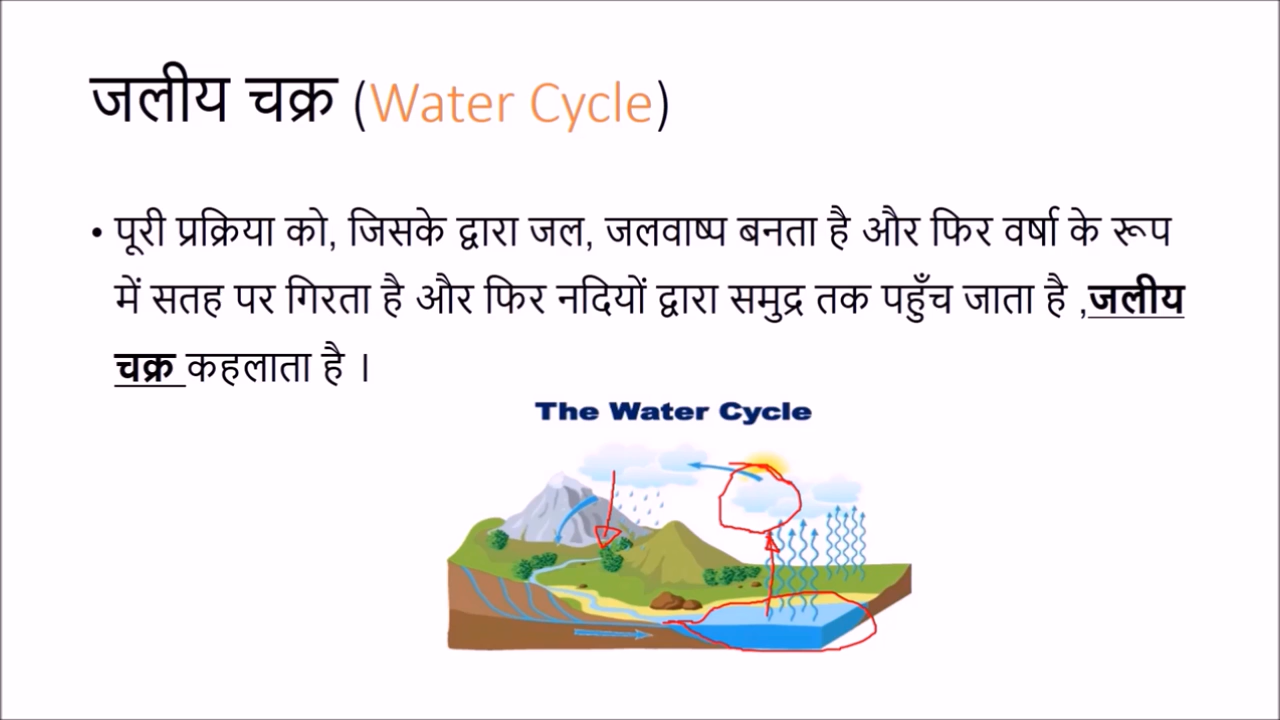 जलीय चक्र (Water Cycle)
• पूरी प्रक्रिया को, जिसके द्वारा जल, जलवाष्प बनता है और फिर वर्षा के रूप
में सतह पर गिरता है और फिर नदियों द्वारा समुद्र तक पहुँच जाता है ,जलीय
चक्र कहलाता है ।
The Water Cycle